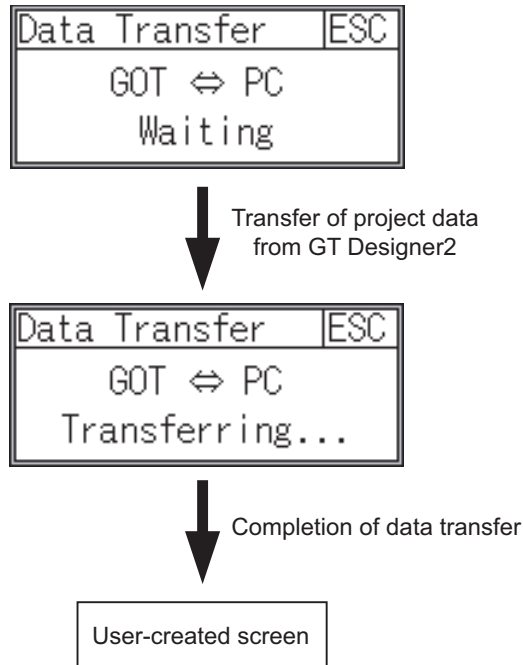 Data Transfer ESC
GOT ⇔ PC
Waiting
Transfer of project data
from GT Designer2
Data Transfer ESC
GOT ⇔ PC
Transferring...
Completion of data transfer
User-created screen